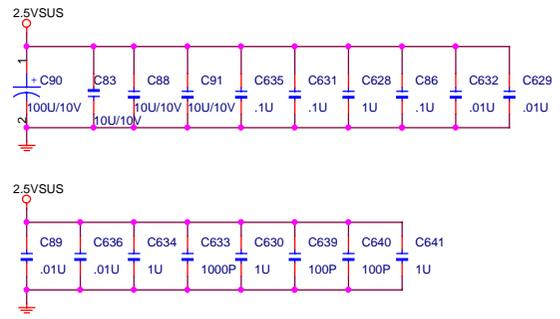 2.5VSUS
1
+ C90 C83 C88 C91 C635 C631 C628 C86 C632 C629
100U/10V 10U/10V 10U/10V .1U .1U 1U .1U .01U .01U
2 10U/10V
2.5VSUS
C89 C636 C634 C633 C630 C639 C640 C641
.01U .01U 1U 1000P 1U 100P 100P 1U